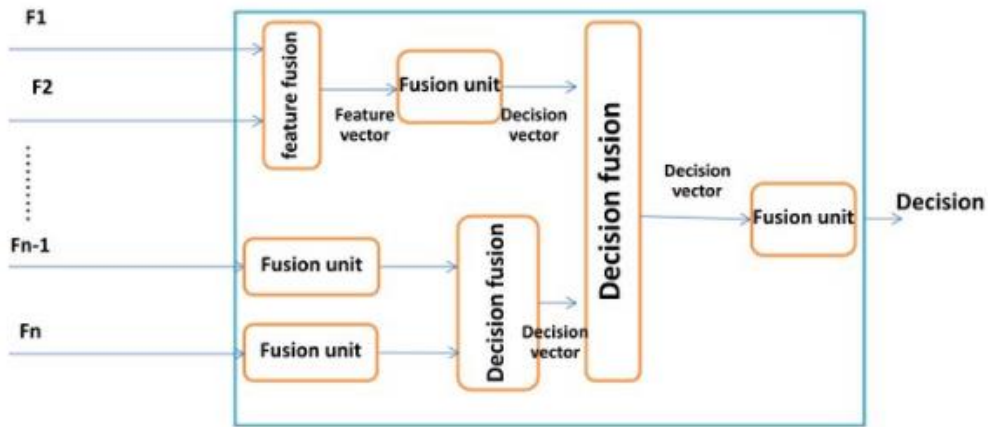 F1
F2
Fn-1
Fn
feature fusion
Feature
vector
Fusion unit
Decision
vector
Fusion unit
Fusion unit
Decision fusion
Decision
vector
Decision fusion
Decision
vector
Fusion unit
Decision